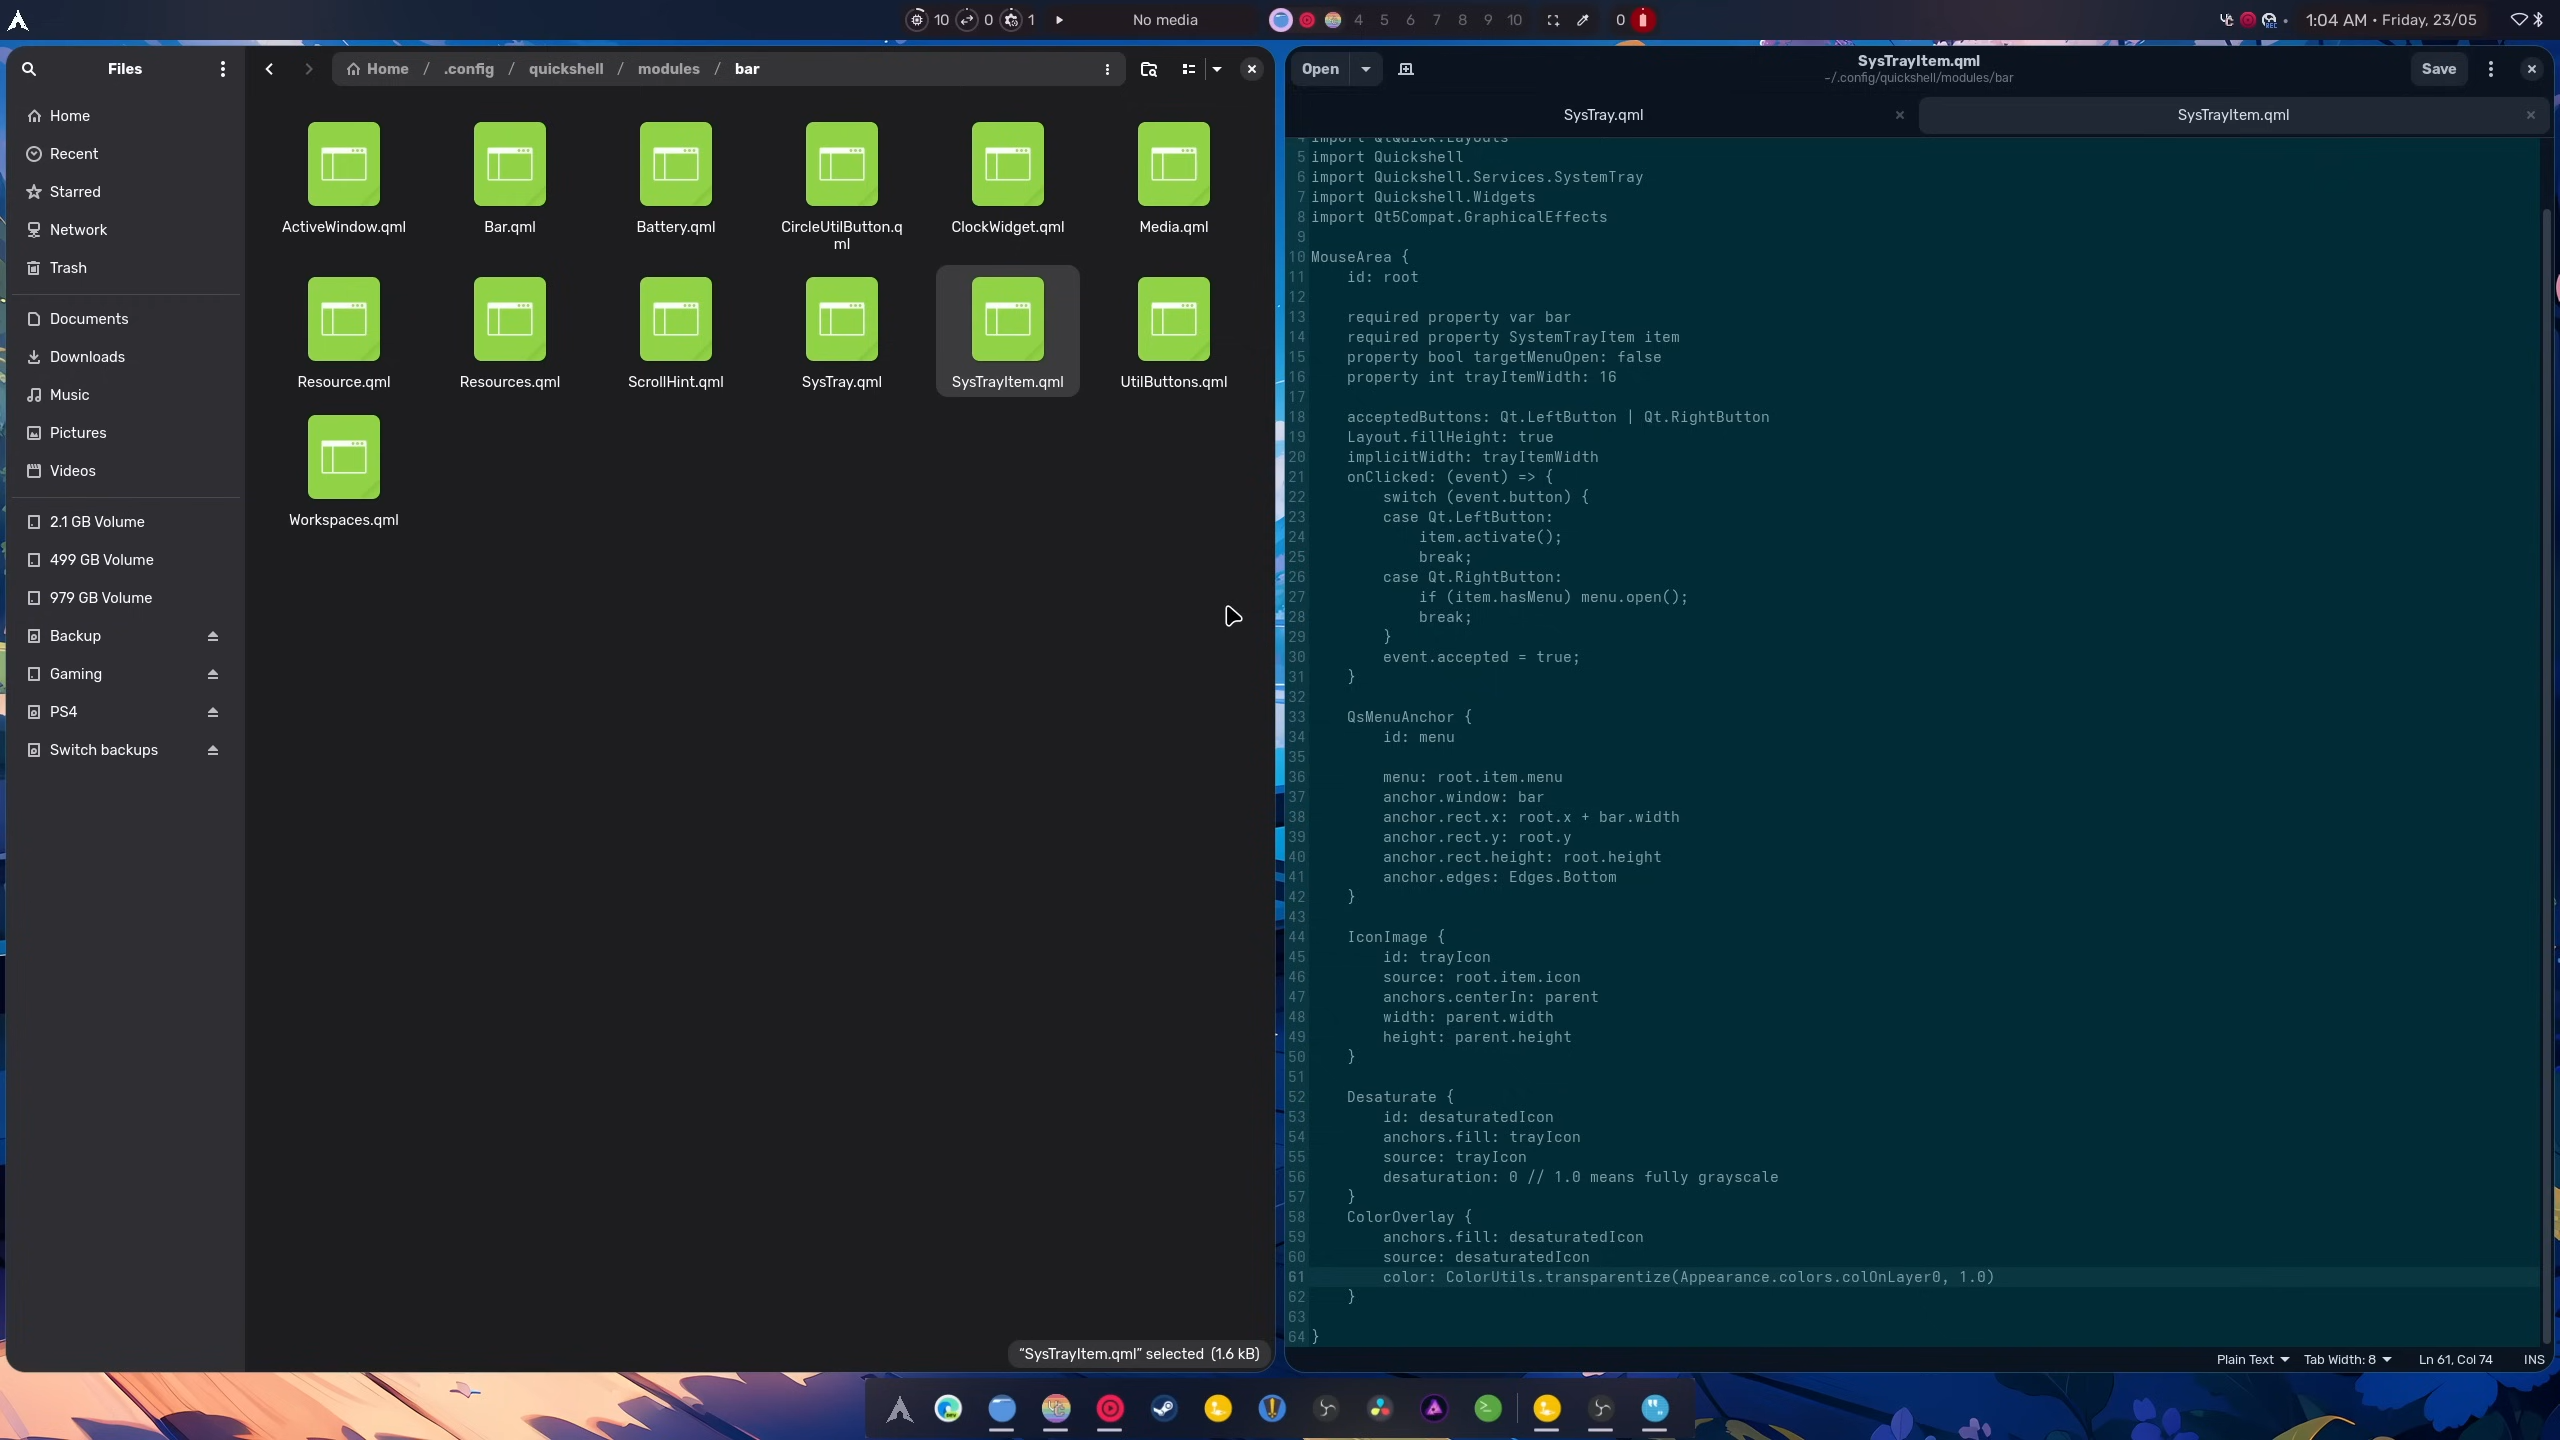 10 0 1
No media
4 5 6 7 8 9 10
0
1:04 AM • Friday, 23/05
Files
Home / .config / quickshell / modules / bar
Home
Recent
Starred
Network
Trash
Documents
Downloads
Music
Pictures
Videos
2.1 GB Volume
499 GB Volume
979 GB Volume
Backup
Gaming
PS4
Switch backups
ActiveWindow.qml
Bar.qml
Battery.qml
CircleUtilButton.q
ml
ClockWidget.qml
Media.qml
Resource.qml
Resources.qml
ScrollHint.qml
SysTray.qml
SysTrayItem.qml
UtilButtons.qml
Workspaces.qml
“SysTrayItem.qml” selected (1.6 kB)
Open
SysTrayItem.qml
~/.config/quickshell/modules/bar
Save
SysTray.qml
SysTrayItem.qml
4 import QtQuick.Layouts
5 import Quickshell
6 import Quickshell.Services.SystemTray
7 import Quickshell.Widgets
8 import Qt5Compat.GraphicalEffects
9
10 MouseArea {
11     id: root
12
13     required property var bar
14     required property SystemTrayItem item
15     property bool targetMenuOpen: false
16     property int trayItemWidth: 16
17
18     acceptedButtons: Qt.LeftButton | Qt.RightButton
19     Layout.fillHeight: true
20     implicitWidth: trayItemWidth
21     onClicked: (event) => {
22         switch (event.button) {
23         case Qt.LeftButton:
24             item.activate();
25             break;
26         case Qt.RightButton:
27             if (item.hasMenu) menu.open();
28             break;
29         }
30         event.accepted = true;
31     }
32
33     QsMenuAnchor {
34         id: menu
35
36         menu: root.item.menu
37         anchor.window: bar
38         anchor.rect.x: root.x + bar.width
39         anchor.rect.y: root.y
40         anchor.rect.height: root.height
41         anchor.edges: Edges.Bottom
42     }
43
44     IconImage {
45         id: trayIcon
46         source: root.item.icon
47         anchors.centerIn: parent
48         width: parent.width
49         height: parent.height
50     }
51
52     Desaturate {
53         id: desaturatedIcon
54         anchors.fill: trayIcon
55         source: trayIcon
56         desaturation: 0 // 1.0 means fully grayscale
57     }
58     ColorOverlay {
59         anchors.fill: desaturatedIcon
60         source: desaturatedIcon
61         color: ColorUtils.transparentize(Appearance.colors.colOnLayer0, 1.0)
62     }
63
64 }
Plain Text
Tab Width: 8
Ln 61, Col 74
INS